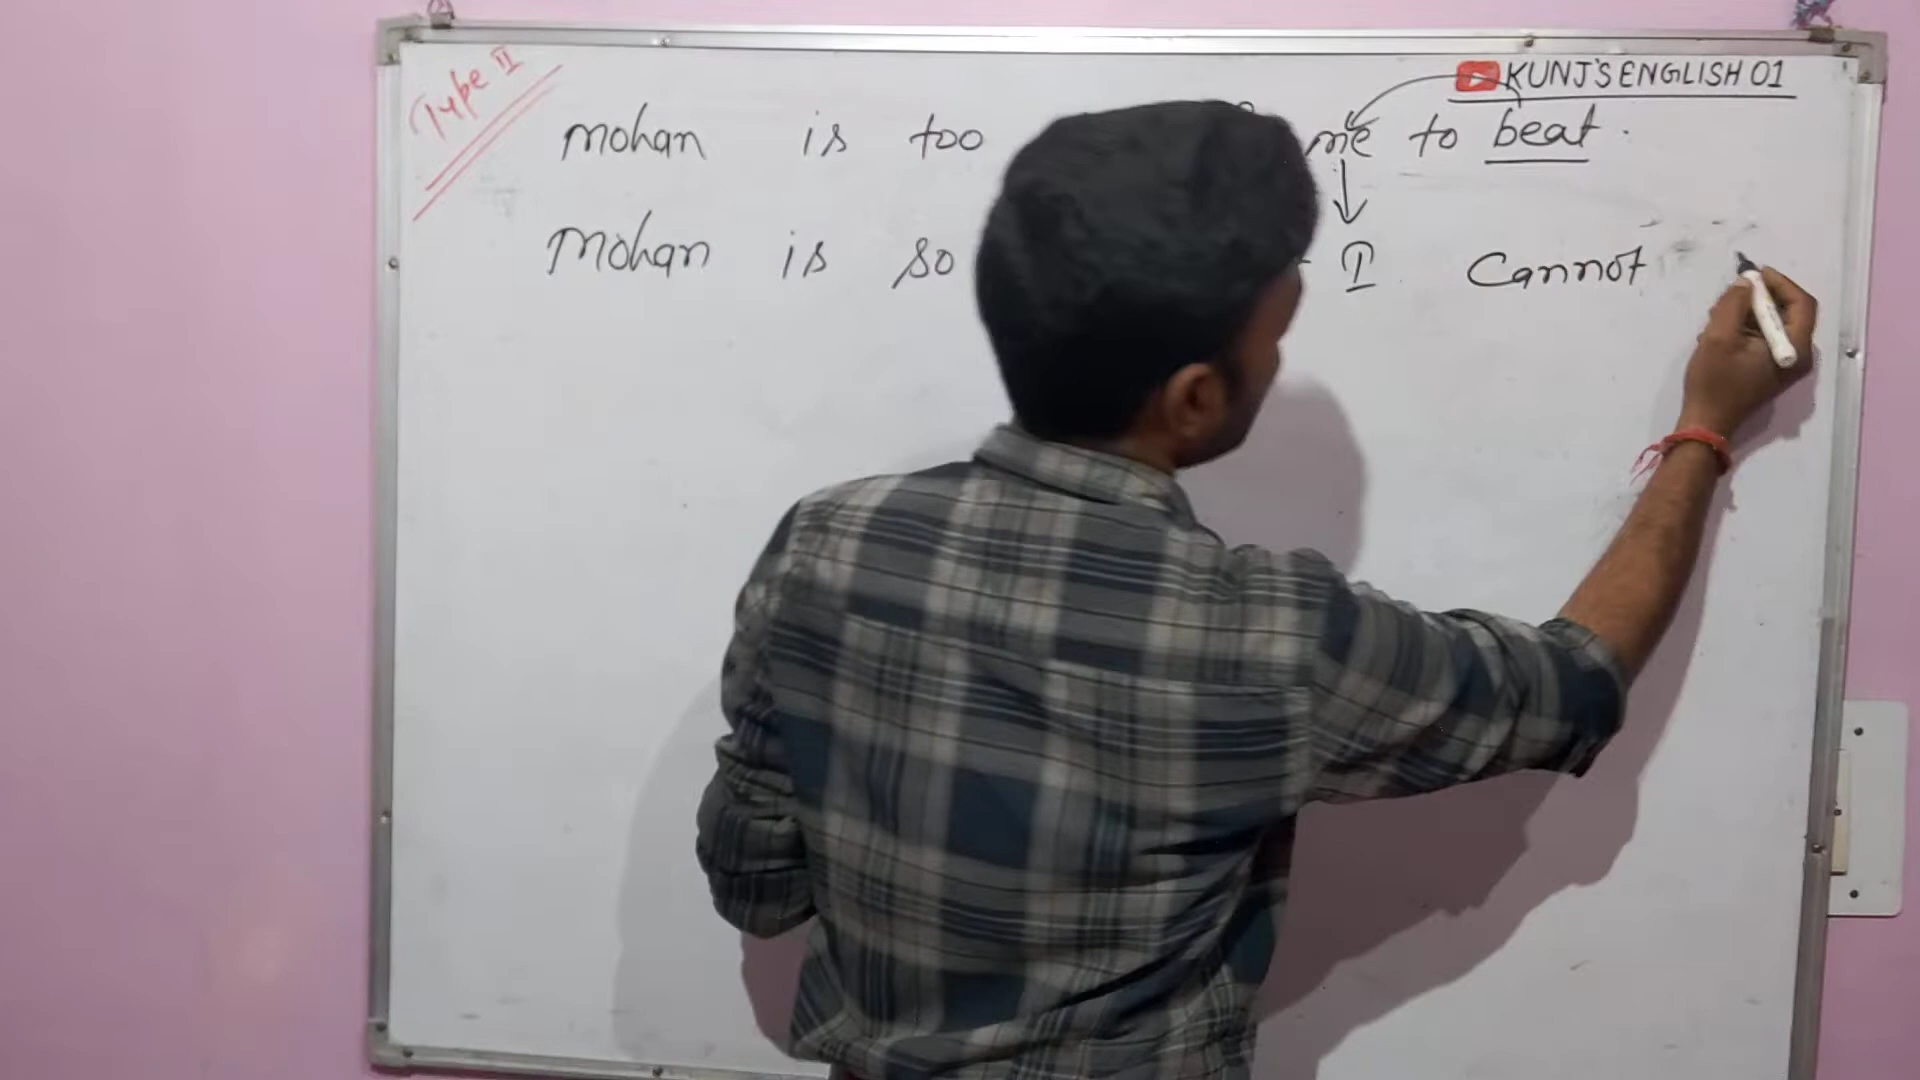 Type II
KUNJ'S ENGLISH 01
mohan is too me to beat.
Mohan is so I cannot